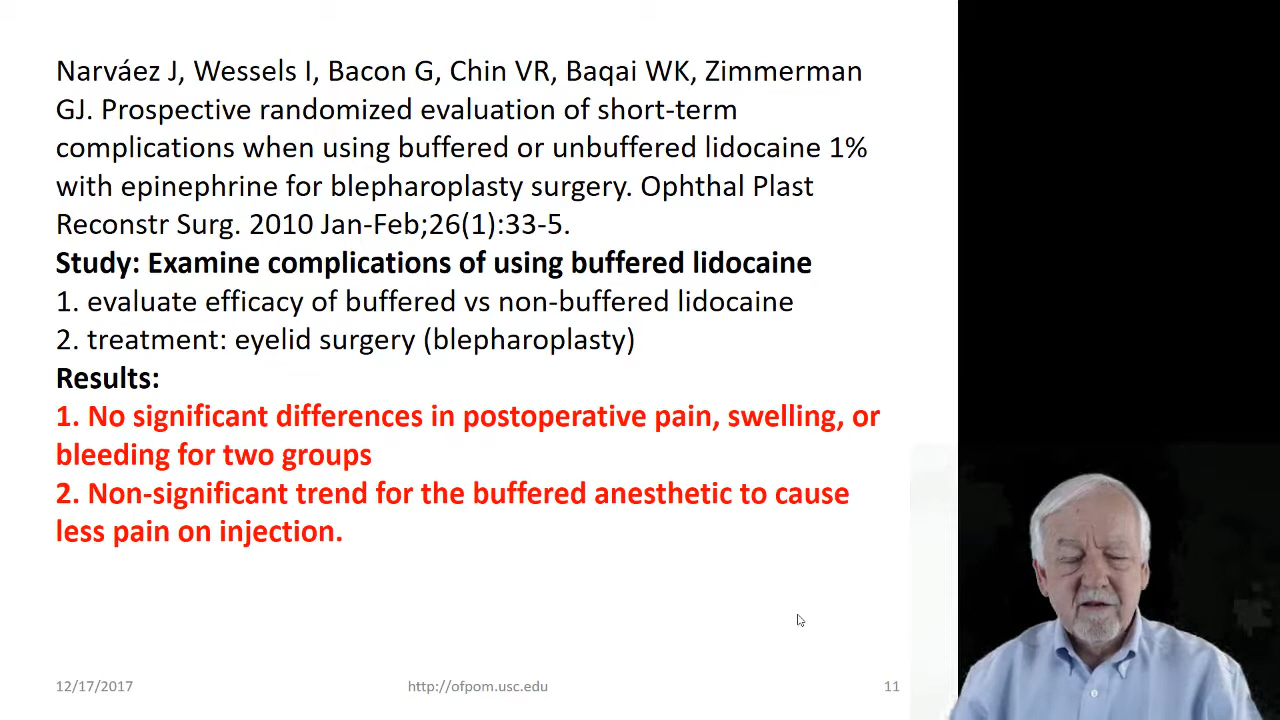 Narváez J, Wessels I, Bacon G, Chin VR, Baqai WK, Zimmerman
GJ. Prospective randomized evaluation of short-term
complications when using buffered or unbuffered lidocaine 1%
with epinephrine for blepharoplasty surgery. Ophthal Plast
Reconstr Surg. 2010 Jan-Feb;26(1):33-5.
Study: Examine complications of using buffered lidocaine
1. evaluate efficacy of buffered vs non-buffered lidocaine
2. treatment: eyelid surgery (blepharoplasty)
Results:
1. No significant differences in postoperative pain, swelling, or
bleeding for two groups
2. Non-significant trend for the buffered anesthetic to cause
less pain on injection.
12/17/2017
http://ofpom.usc.edu
11